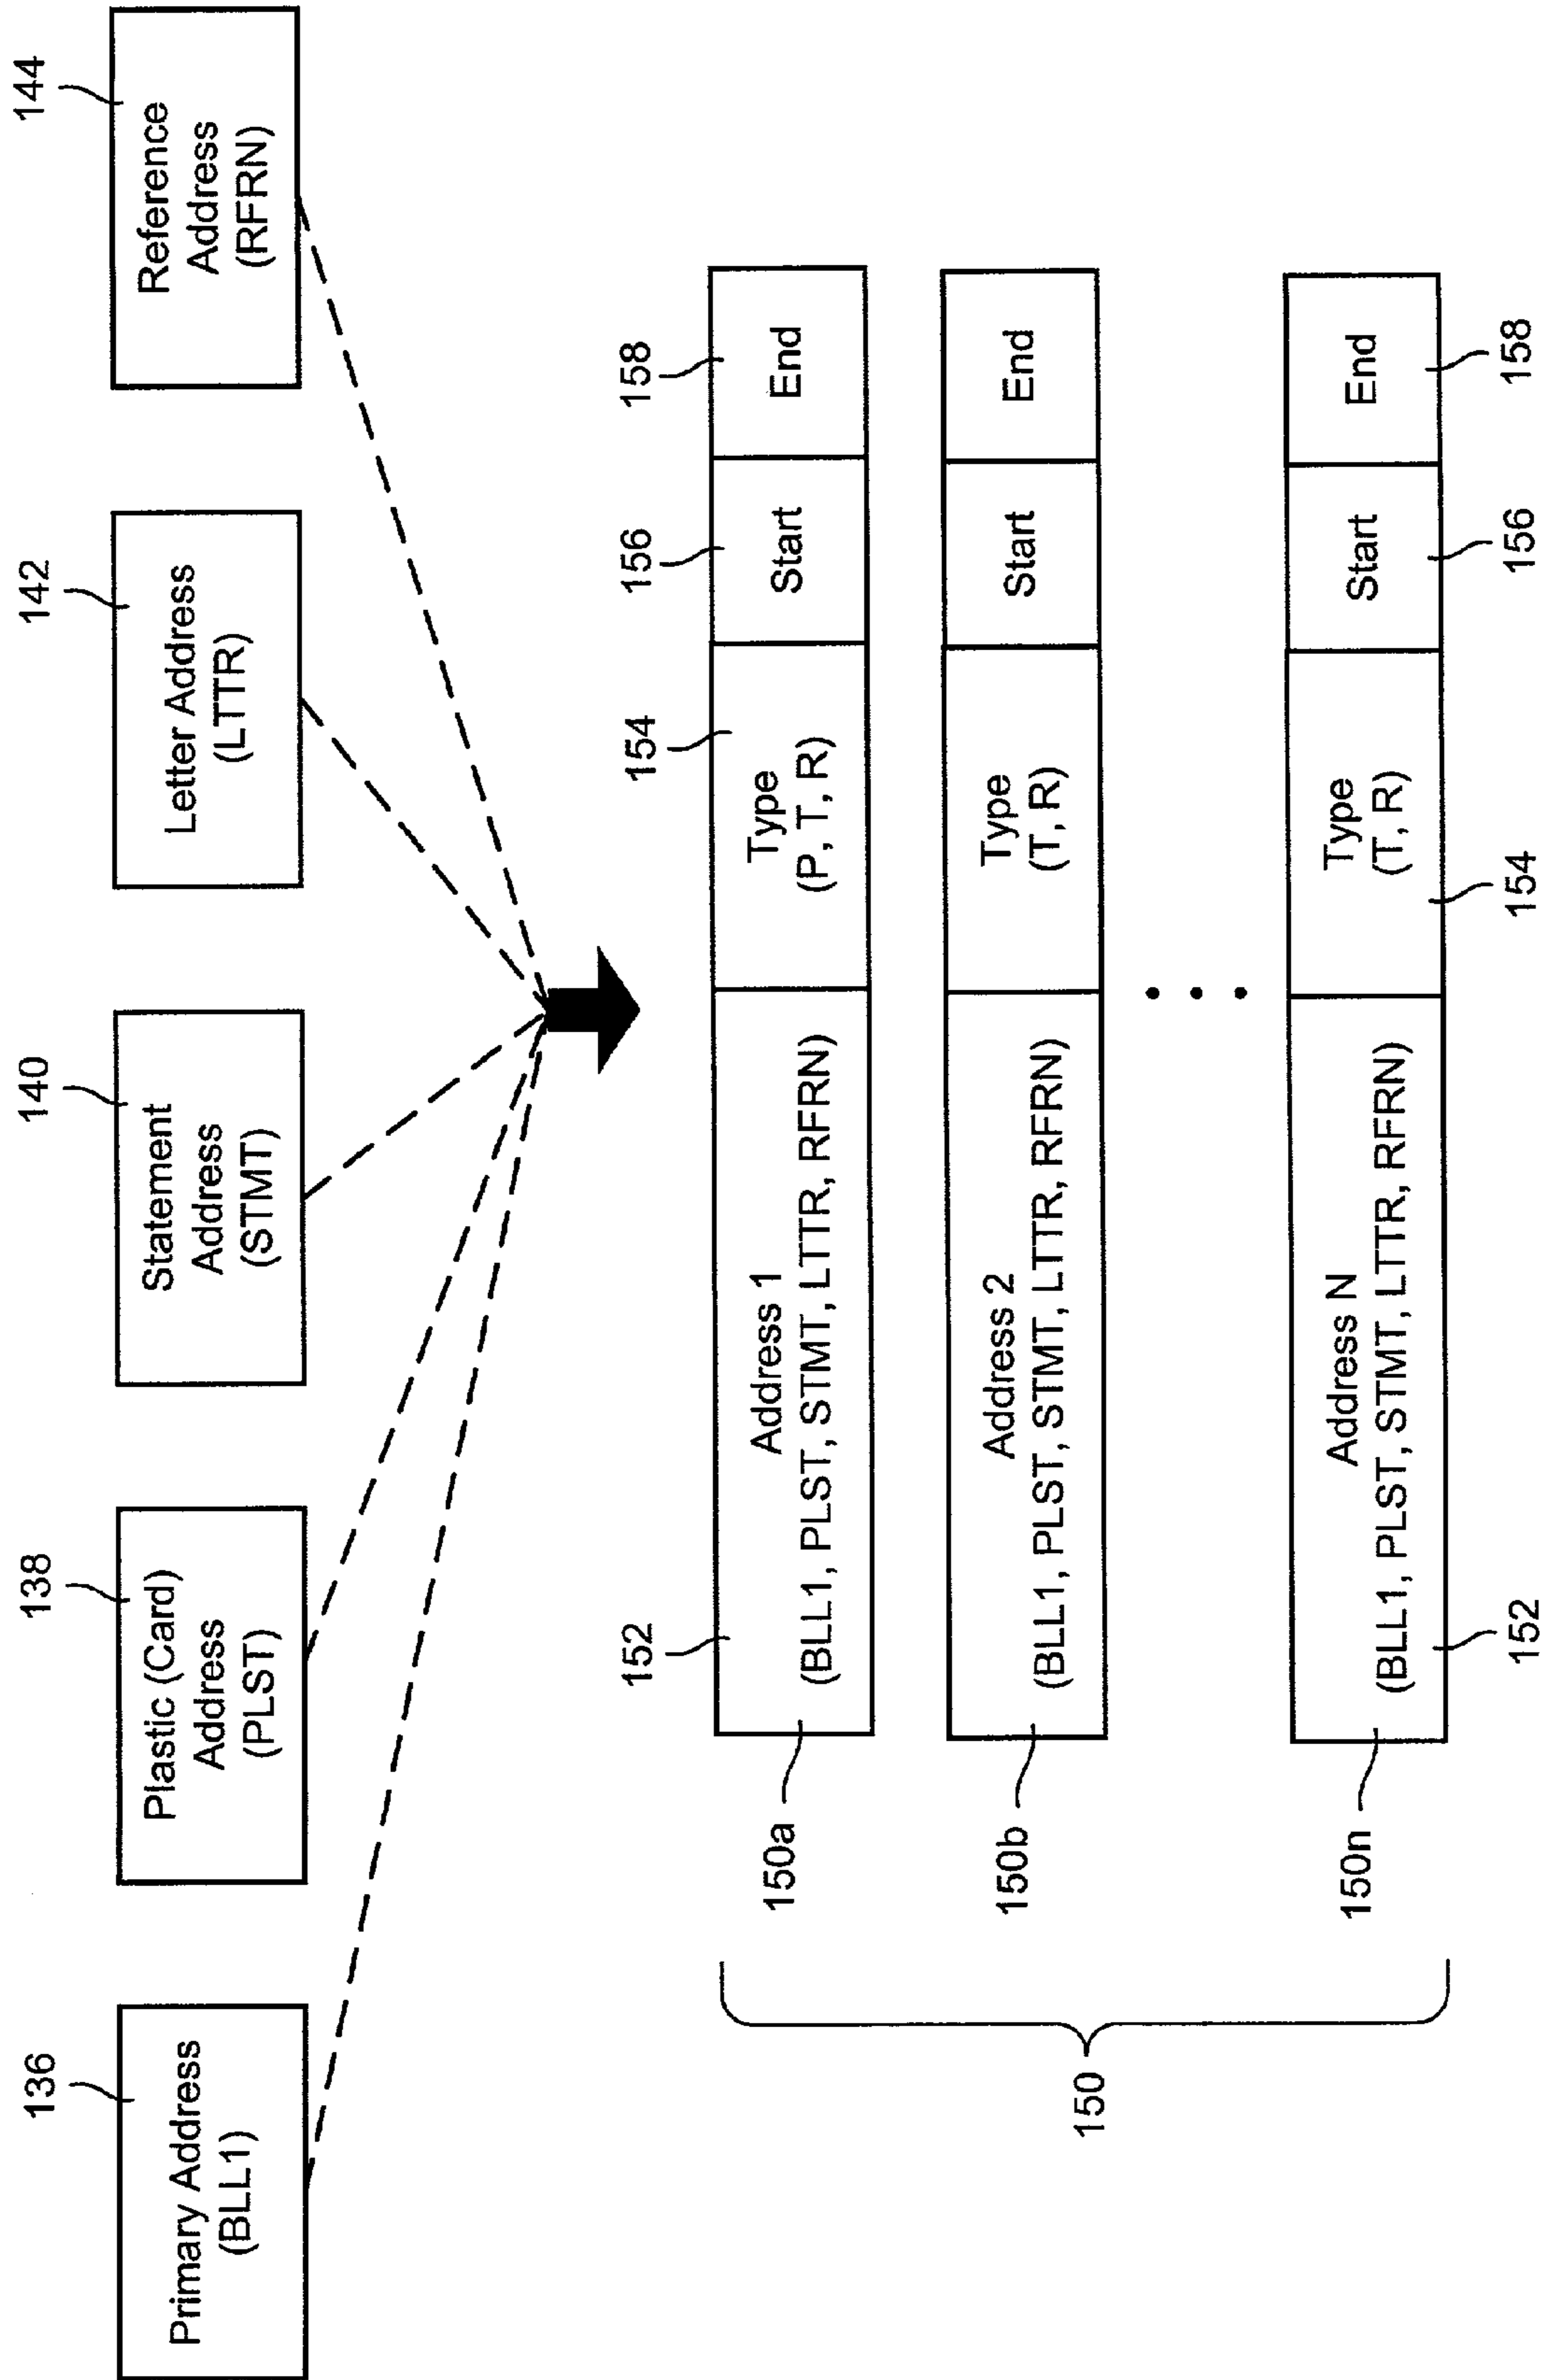 136
138
140
142
144
Primary Address
(BLL1)
Plastic (Card)
Address
(PLST)
Statement
Address
(STMT)
Letter Address
(LTTR)
Reference
Address
(RFRN)
152
154
156
158
150a
Address 1
(BLL1, PLST, STMT, LTTR, RFRN)
Type
(P, T, R)
Start
End
150b
Address 2
(BLL1, PLST, STMT, LTTR, RFRN)
Type
(T, R)
Start
End
150
150n
Address N
(BLL1, PLST, STMT, LTTR, RFRN)
Type
(T, R)
Start
End
152
154
156
158